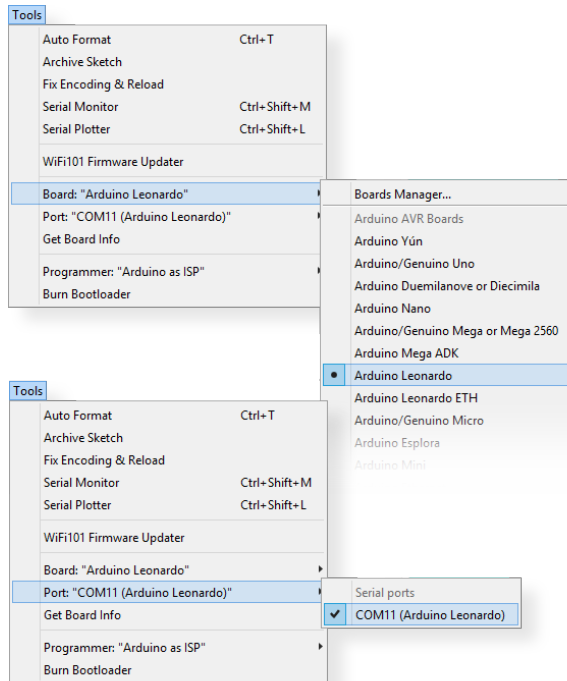 Tools
Auto Format Ctrl+T
Archive Sketch
Fix Encoding & Reload
Serial Monitor Ctrl+Shift+M
Serial Plotter Ctrl+Shift+L
WiFi101 Firmware Updater
Board: "Arduino Leonardo"
Port: "COM11 (Arduino Leonardo)"
Get Board Info
Programmer: "Arduino as ISP"
Burn Bootloader
Boards Manager...
Arduino AVR Boards
Arduino Yún
Arduino/Genuino Uno
Arduino Duemilanove or Diecimila
Arduino Nano
Arduino/Genuino Mega or Mega 2560
Arduino Mega ADK
Arduino Leonardo
Arduino Leonardo ETH
Arduino/Genuino Micro
Arduino Esplora
Arduino Mini
Tools
Auto Format Ctrl+T
Archive Sketch
Fix Encoding & Reload
Serial Monitor Ctrl+Shift+M
Serial Plotter Ctrl+Shift+L
WiFi101 Firmware Updater
Board: "Arduino Leonardo"
Port: "COM11 (Arduino Leonardo)"
Get Board Info
Programmer: "Arduino as ISP"
Burn Bootloader
Serial ports
COM11 (Arduino Leonardo)